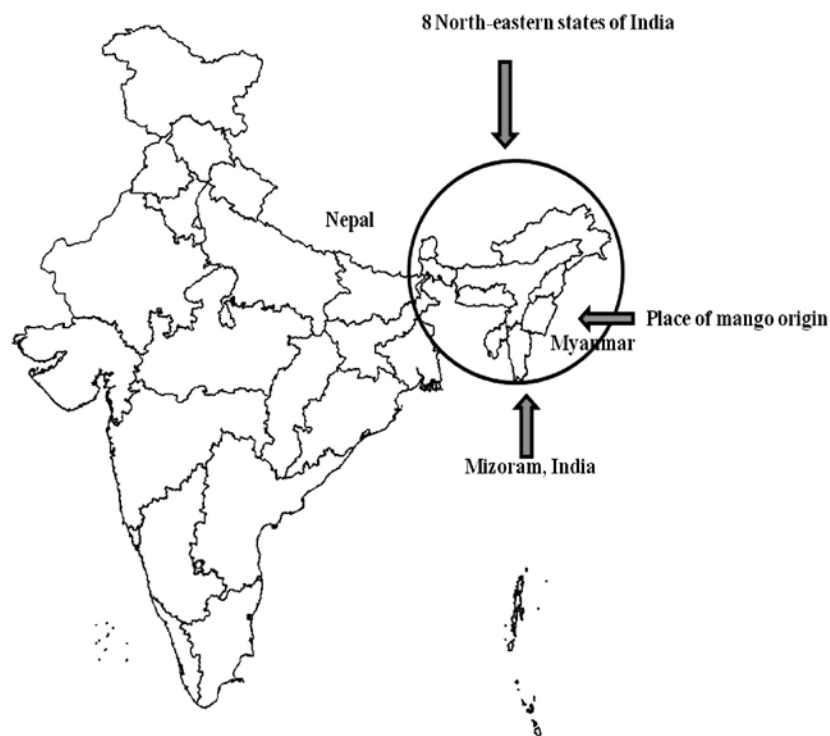 8 North-eastern states of India
Nepal
Place of mango origin
Myanmar
Mizoram, India